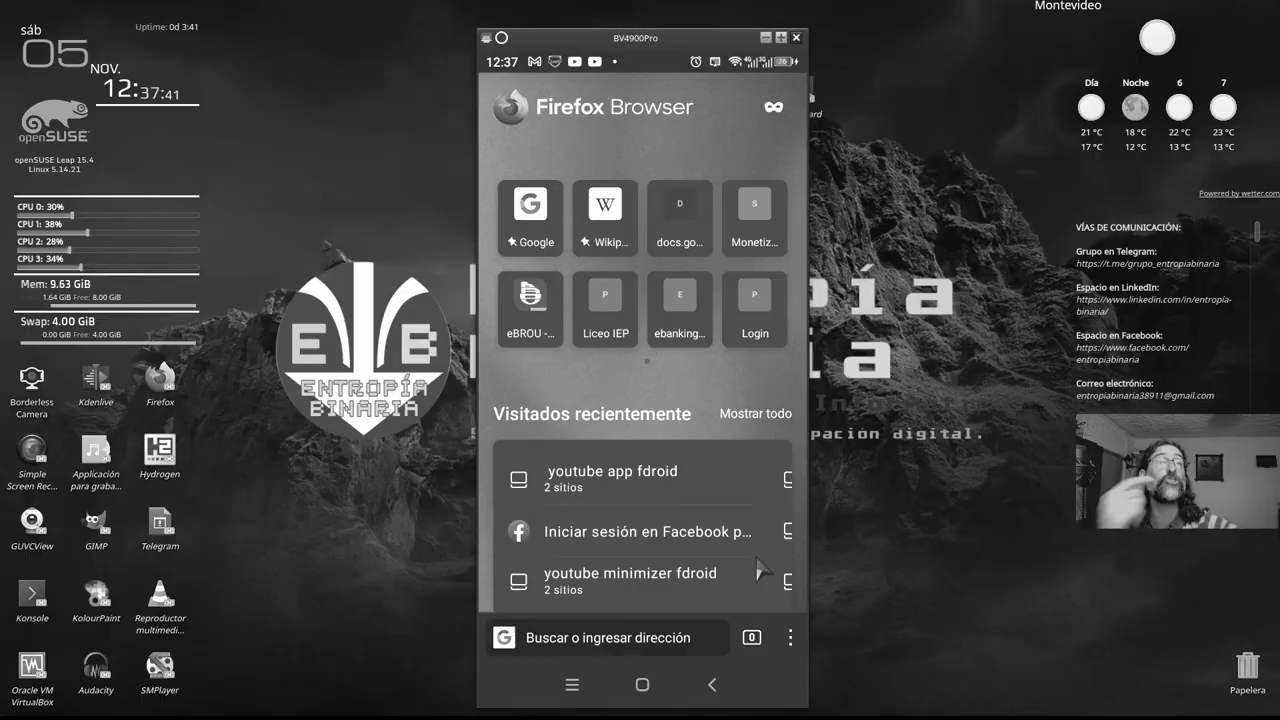 sáb
05
NOV.
12:37:41
Uptime: 0d 3:41
openSUSE
openSUSE Leap 15.4
Linux 5.14.21
CPU 0: 30%
CPU 1: 38%
CPU 2: 28%
CPU 3: 34%
Mem: 9.63 GiB
1.64 GiB Free: 8.00 GiB
Swap: 4.00 GiB
0.00 GiB Free: 4.00 GiB
Borderless
Camera
Kdenlive
Firefox
Simple
Screen Rec...
Aplicación
para graba...
Hydrogen
GUVCView
GIMP
Telegram
Konsole
KolourPaint
Reproductor
multimedi...
Oracle VM
VirtualBox
Audacity
SMPlayer
E B
ENTROPÍA
BINARIA
BV4900Pro
12:37
4G
3G
76
Firefox Browser
G
Google
W
Wikip...
D
docs.go...
S
Monetiz...
eBROU -...
P
Liceo IEP
E
ebanking...
P
Login
Visitados recientemente
Mostrar todo
youtube app fdroid
2 sitios
Iniciar sesión en Facebook p...
youtube minimizer fdroid
2 sitios
G
Buscar o ingresar dirección
0
ard
pía
ia
pación digital.
Montevideo
Día
Noche
6
7
21 °C
18 °C
22 °C
23 °C
17 °C
12 °C
13 °C
13 °C
Powered by wetter.com
VÍAS DE COMUNICACIÓN:
Grupo en Telegram:
https://t.me/grupo_entropiabinaria
Espacio en LinkedIn:
https://www.linkedin.com/in/entropía-
binaria/
Espacio en Facebook:
https://www.facebook.com/
entropiabinaria
Correo electrónico:
entropiabinaria38911@gmail.com
Papelera